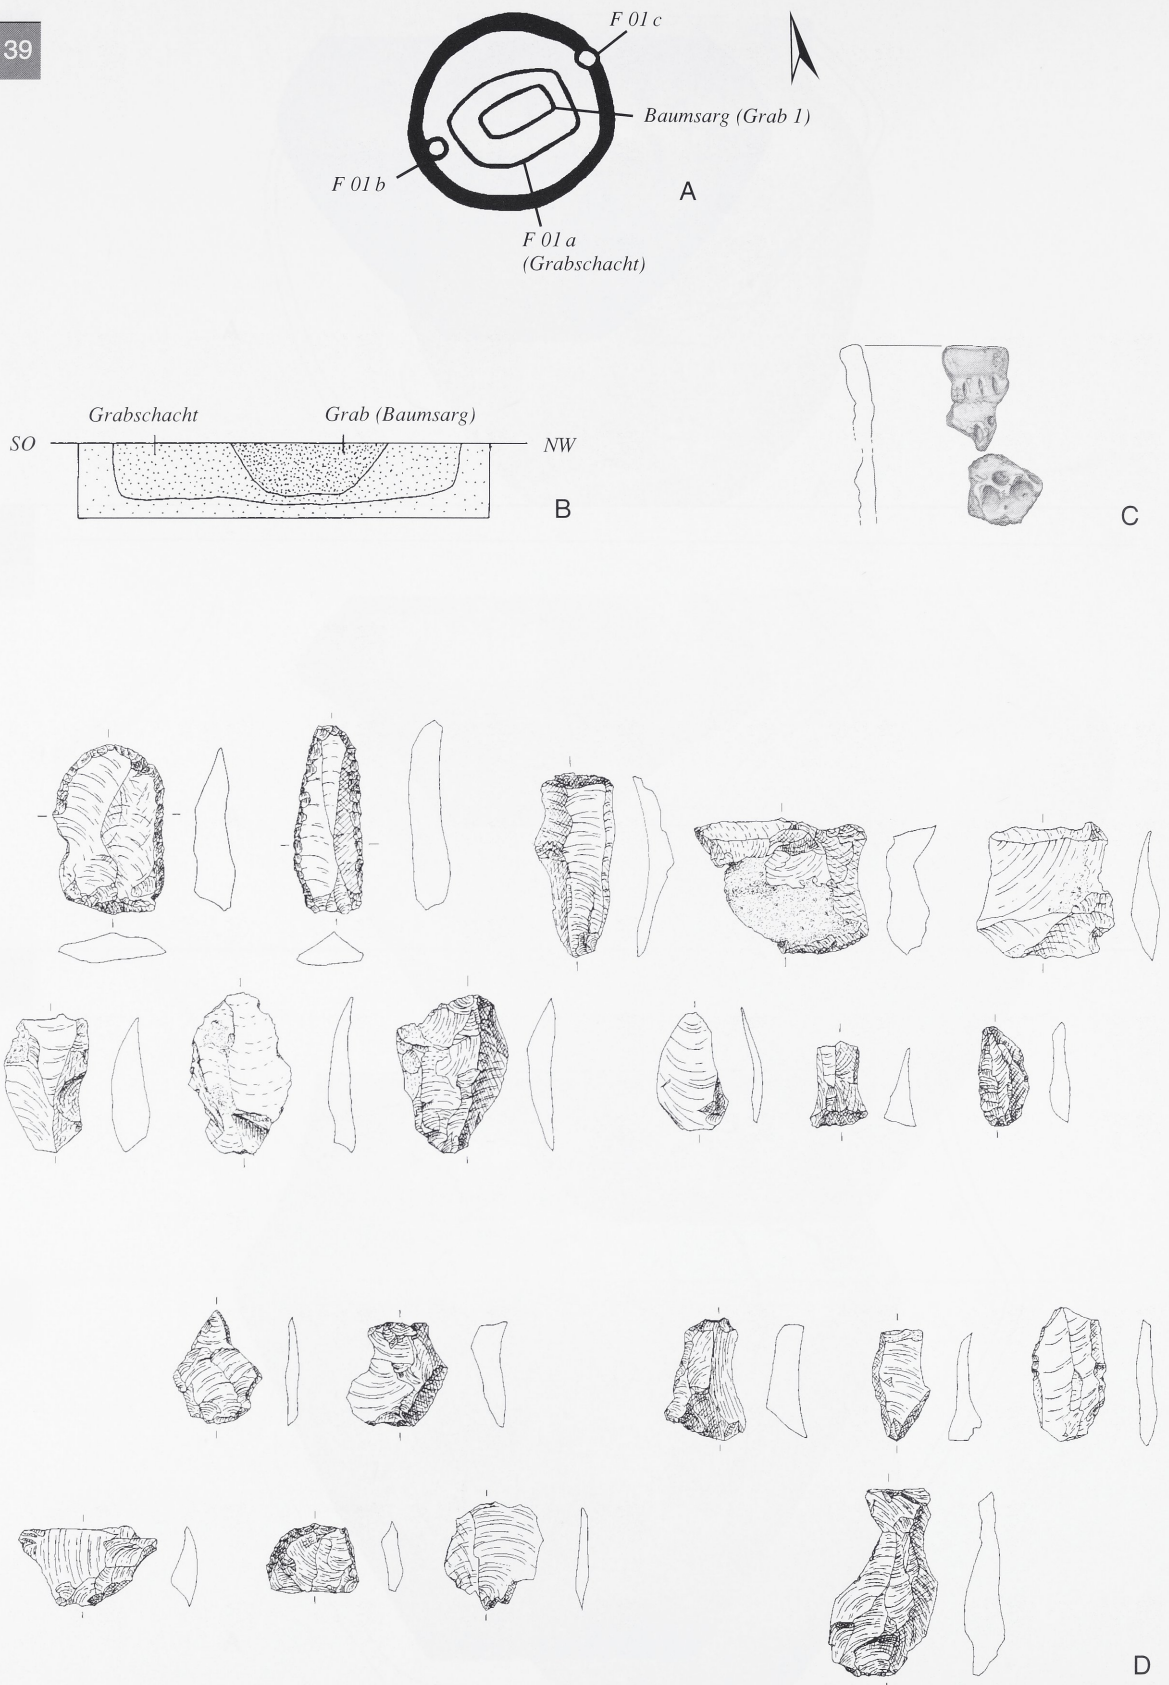 39
F 01 c
Baumsarg (Grab 1)
F 01 b
A
F 01 a
(Grabschacht)
Grabschacht
Grab (Baumsarg)
SO
NW
B
C
D